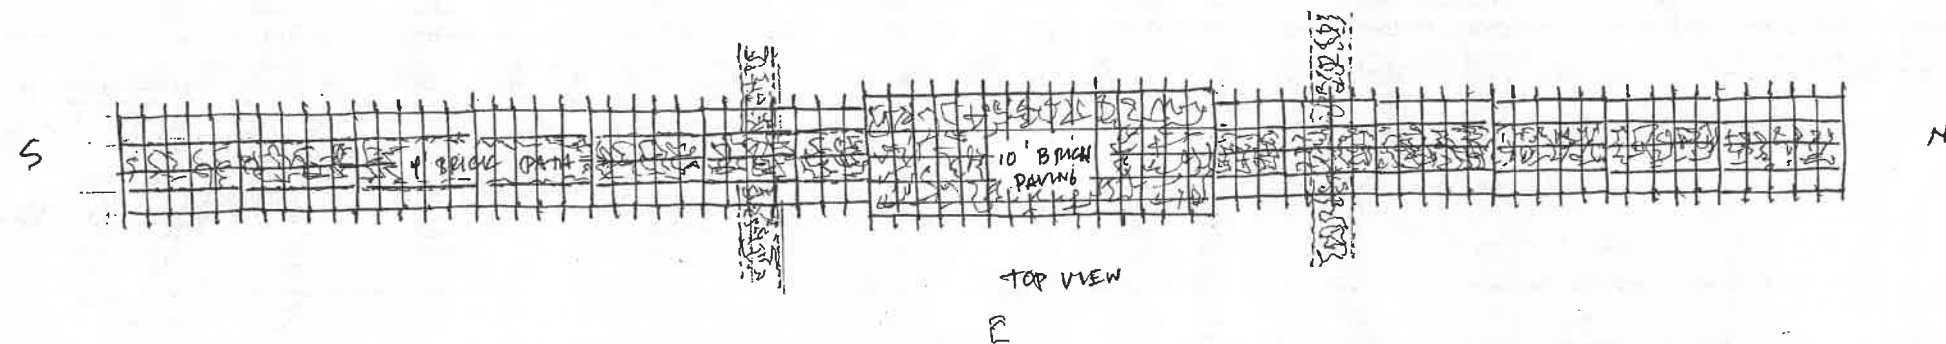 S
4' BRICK PATH
10' BRICK
PAVING
N
TOP VIEW
E